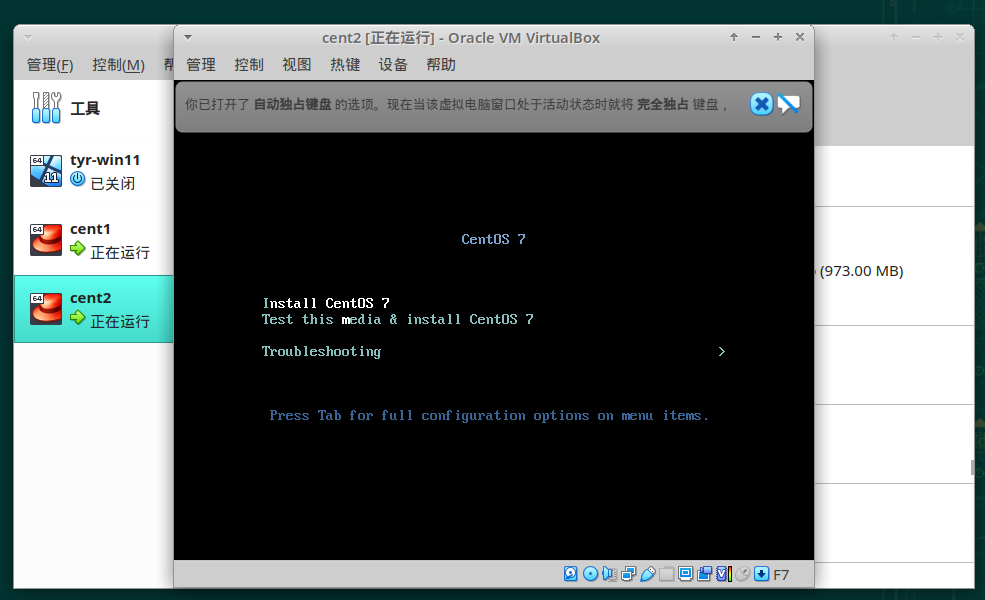 cent2 [正在运行] - Oracle VM VirtualBox
管理(F) 控制(M)
管理 控制 视图 热键 设备 帮助
你已打开了 自动独占键盘 的选项。现在当该虚拟电脑窗口处于活动状态时就将 完全独占 键盘，
工具
64
11
tyr-win11
已关闭
64
cent1
正在运行
64
cent2
正在运行
(973.00 MB)
CentOS 7
Install CentOS 7
Test this media & install CentOS 7
Troubleshooting >
Press Tab for full configuration options on menu items.
F7